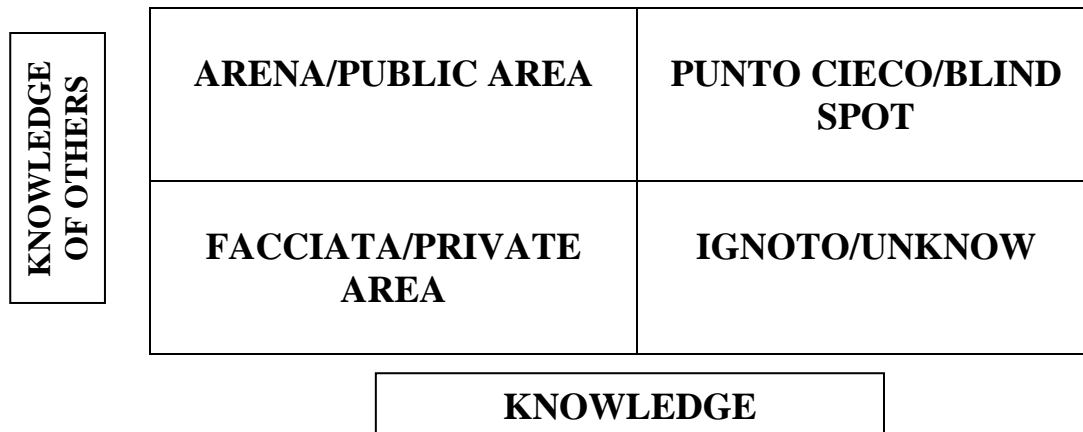 KNOWLEDGE
OF OTHERS
ARENA/PUBLIC AREA
PUNTO CIECO/BLIND
SPOT
FACCIATA/PRIVATE
AREA
IGNOTO/UNKNOW
KNOWLEDGE